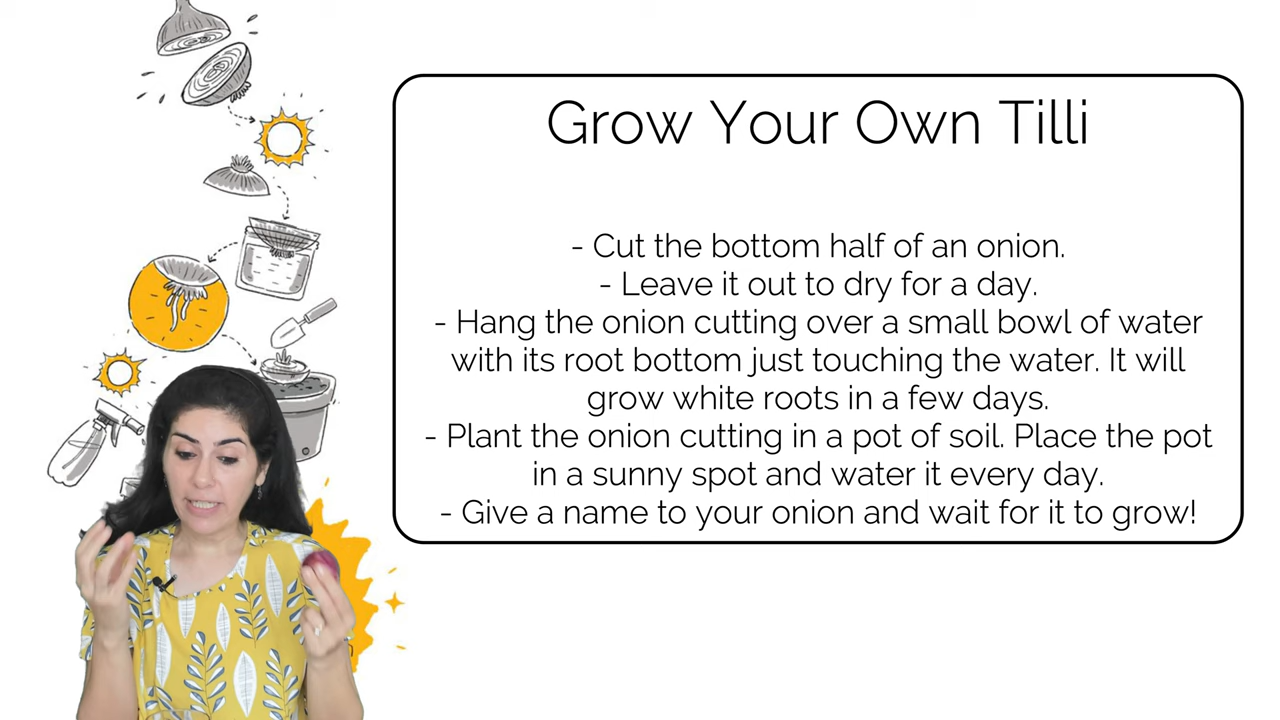 Grow Your Own Tilli
- Cut the bottom half of an onion.
- Leave it out to dry for a day.
- Hang the onion cutting over a small bowl of water
with its root bottom just touching the water. It will
grow white roots in a few days.
- Plant the onion cutting in a pot of soil. Place the pot
in a sunny spot and water it every day.
- Give a name to your onion and wait for it to grow!